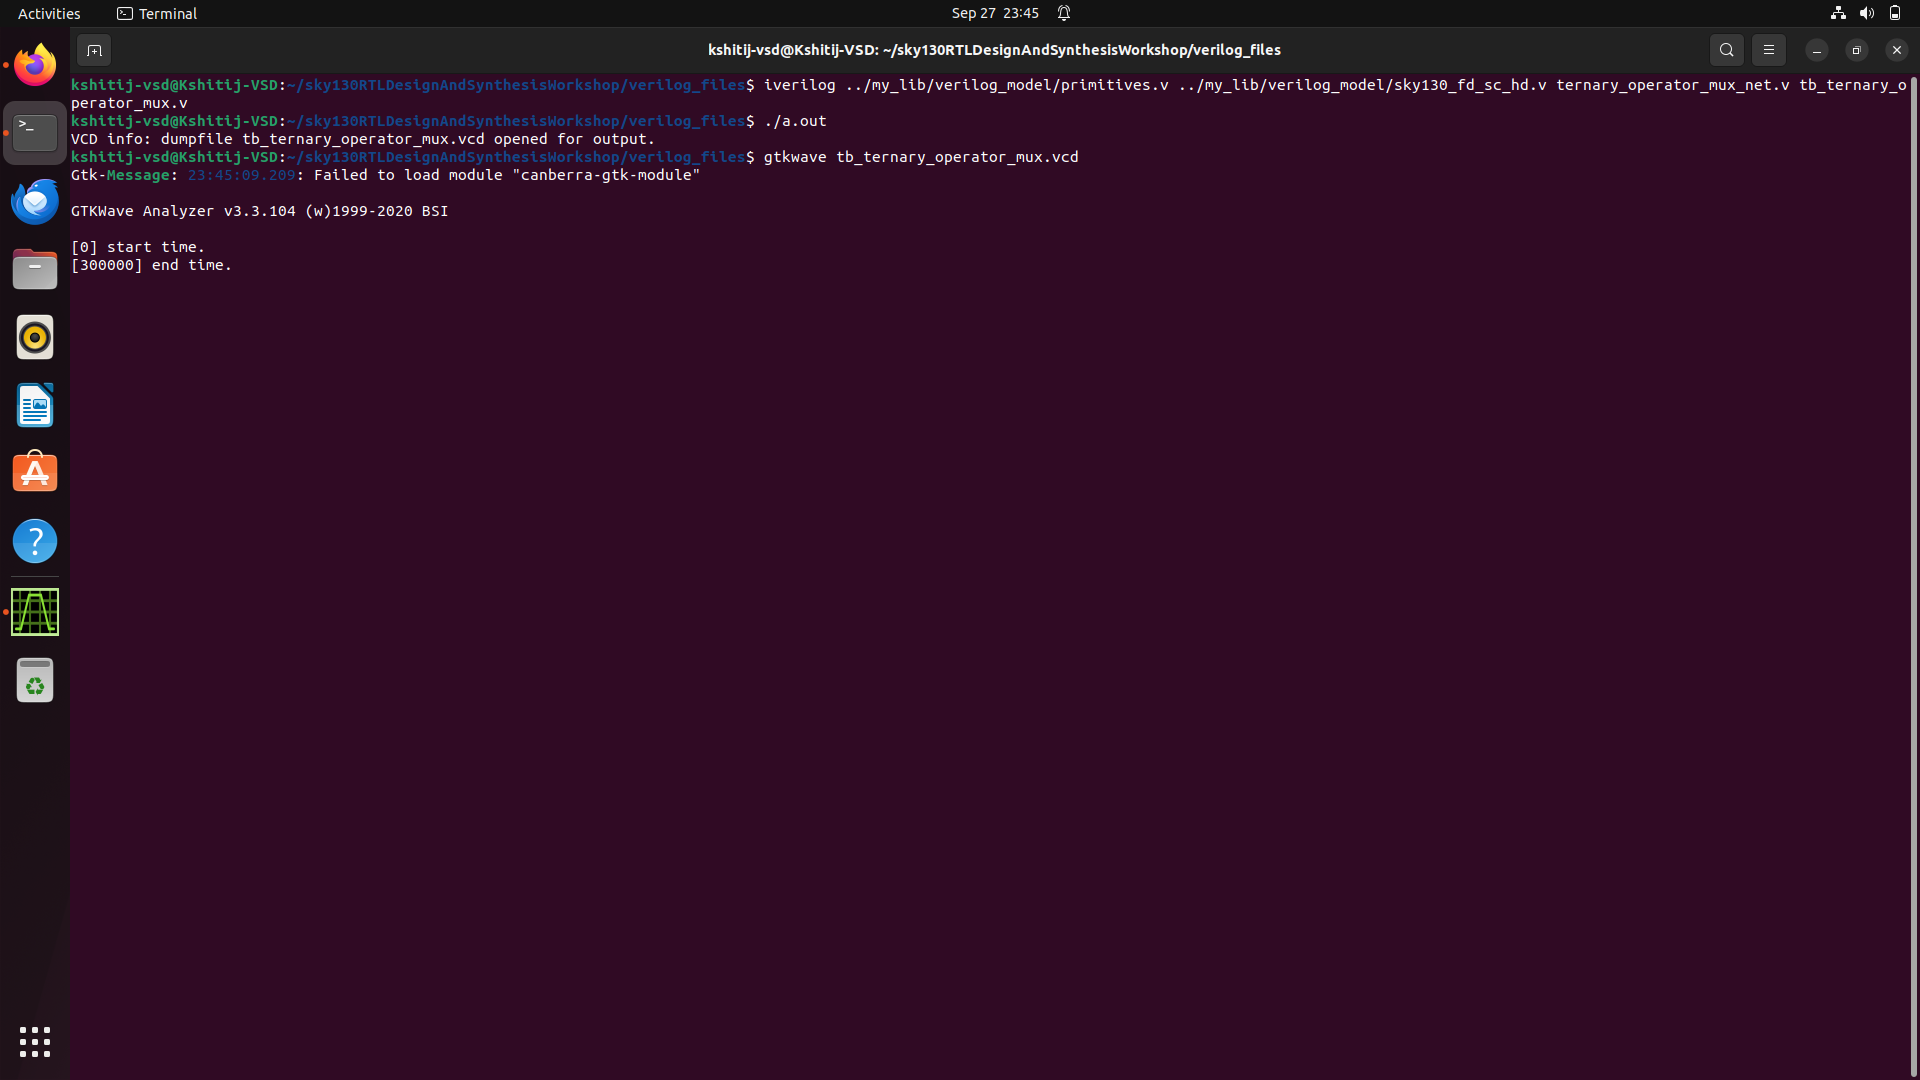 Activities
Terminal
Sep 27 23:45
kshitij-vsd@Kshitij-VSD: ~/sky130RTLDesignAndSynthesisWorkshop/verilog_files
kshitij-vsd@Kshitij-VSD:~/sky130RTLDesignAndSynthesisWorkshop/verilog_files$ iverilog ../my_lib/verilog_model/primitives.v ../my_lib/verilog_model/sky130_fd_sc_hd.v ternary_operator_mux_net.v tb_ternary_o
perator_mux.v
kshitij-vsd@Kshitij-VSD:~/sky130RTLDesignAndSynthesisWorkshop/verilog_files$ ./a.out
VCD info: dumpfile tb_ternary_operator_mux.vcd opened for output.
kshitij-vsd@Kshitij-VSD:~/sky130RTLDesignAndSynthesisWorkshop/verilog_files$ gtkwave tb_ternary_operator_mux.vcd
Gtk-Message: 23:45:09.209: Failed to load module "canberra-gtk-module"
GTKWave Analyzer v3.3.104 (w)1999-2020 BSI
[0] start time.
[300000] end time.